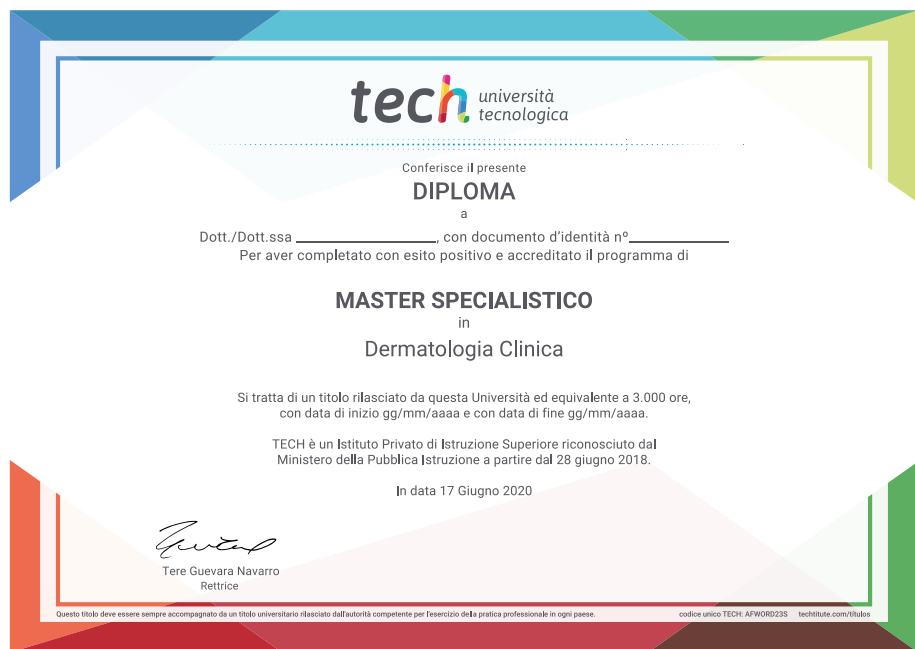 tech università
tecnologica
Conferisce il presente
DIPLOMA
a
Dott./Dott.ssa ____________________, con documento d'identità nº______________
Per aver completato con esito positivo e accreditato il programma di
MASTER SPECIALISTICO
in
Dermatologia Clinica
Si tratta di un titolo rilasciato da questa Università ed equivalente a 3.000 ore,
con data di inizio gg/mm/aaaa e con data di fine gg/mm/aaaa.
TECH è un Istituto Privato di Istruzione Superiore riconosciuto dal
Ministero della Pubblica Istruzione a partire dal 28 giugno 2018.
In data 17 Giugno 2020
Tere Guevara Navarro
Rettrice
Questo titolo deve essere sempre accompagnato da un titolo universitario rilasciato dall'autorità competente per l'esercizio della pratica professionale in ogni paese. codice unico TECH: AFWORD23S techtitute.com/títulos